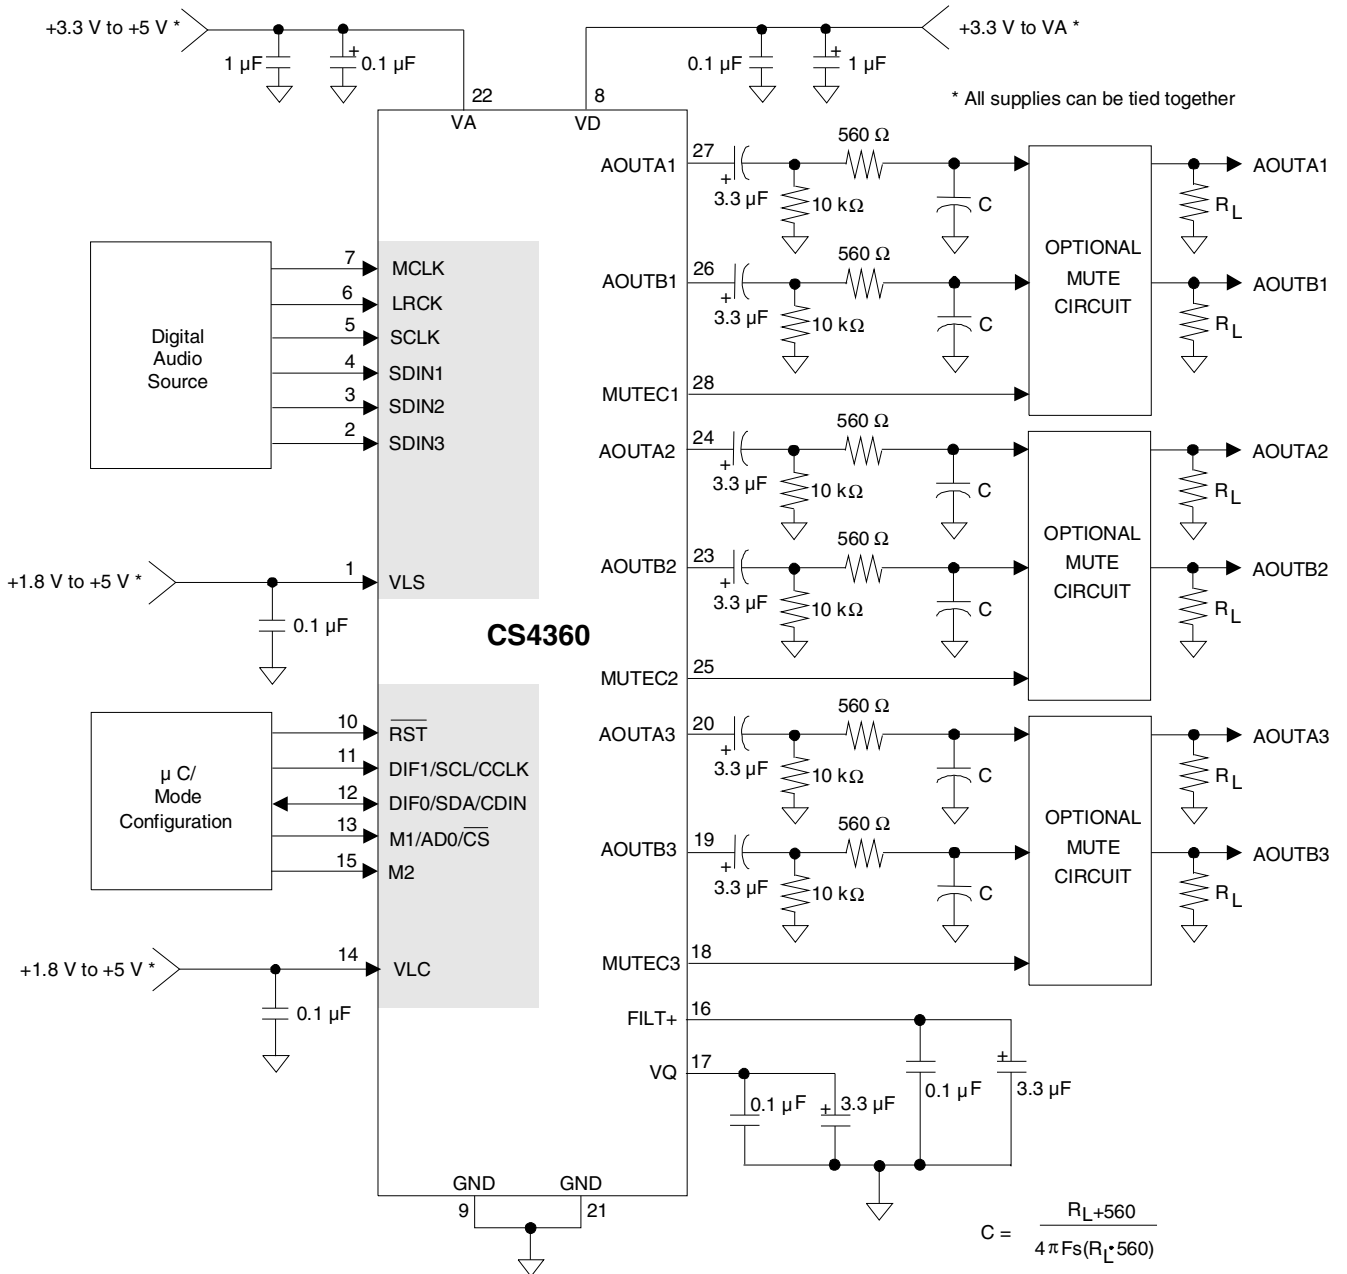 +3.3 V to +5 V *
1 µF
+
0.1 µF
22
VA
8
VD
0.1 µF
+
1 µF
+3.3 V to VA *
* All supplies can be tied together
Digital
Audio
Source
7
MCLK
6
LRCK
5
SCLK
4
SDIN1
3
SDIN2
2
SDIN3
+1.8 V to +5 V *
0.1 µF
1
VLS
CS4360
µ C/
Mode
Configuration
10
RST
11
DIF1/SCL/CCLK
12
DIF0/SDA/CDIN
13
M1/AD0/CS
15
M2
+1.8 V to +5 V *
0.1 µF
14
VLC
AOUTA1
27
+
3.3 µF
10 kΩ
560 Ω
C
AOUTB1
26
+
3.3 µF
10 kΩ
560 Ω
C
MUTEC1
28
OPTIONAL
MUTE
CIRCUIT
RL
AOUTA1
RL
AOUTB1
AOUTA2
24
+
3.3 µF
10 kΩ
560 Ω
C
AOUTB2
23
+
3.3 µF
10 kΩ
560 Ω
C
MUTEC2
25
OPTIONAL
MUTE
CIRCUIT
RL
AOUTA2
RL
AOUTB2
AOUTA3
20
+
3.3 µF
10 kΩ
560 Ω
C
AOUTB3
19
+
3.3 µF
10 kΩ
560 Ω
C
MUTEC3
18
OPTIONAL
MUTE
CIRCUIT
RL
AOUTA3
RL
AOUTB3
FILT+
16
0.1 µF
+
3.3 µF
VQ
17
0.1 µF
+
3.3 µF
GND
9
GND
21
C = RL+560
4πFs(RL•560)